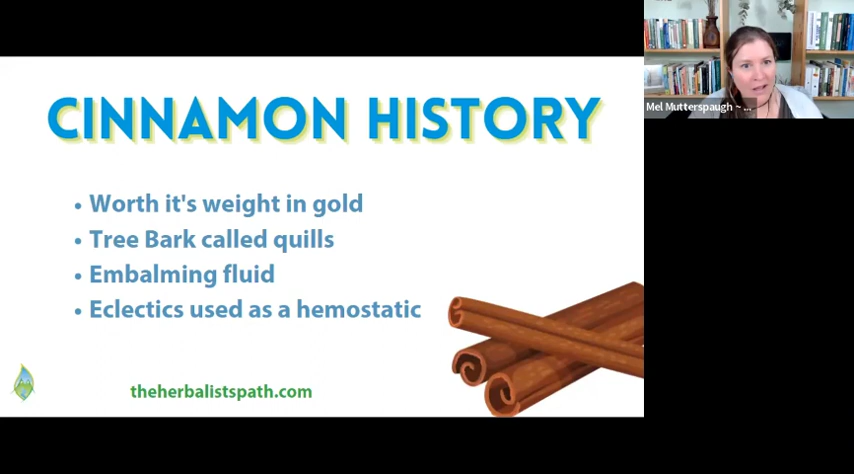 CINNAMON HISTORY
• Worth it's weight in gold
• Tree Bark called quills
• Embalming fluid
• Eclectics used as a hemostatic
theherbalistspath.com
Mel Mutterspaugh ~ ...